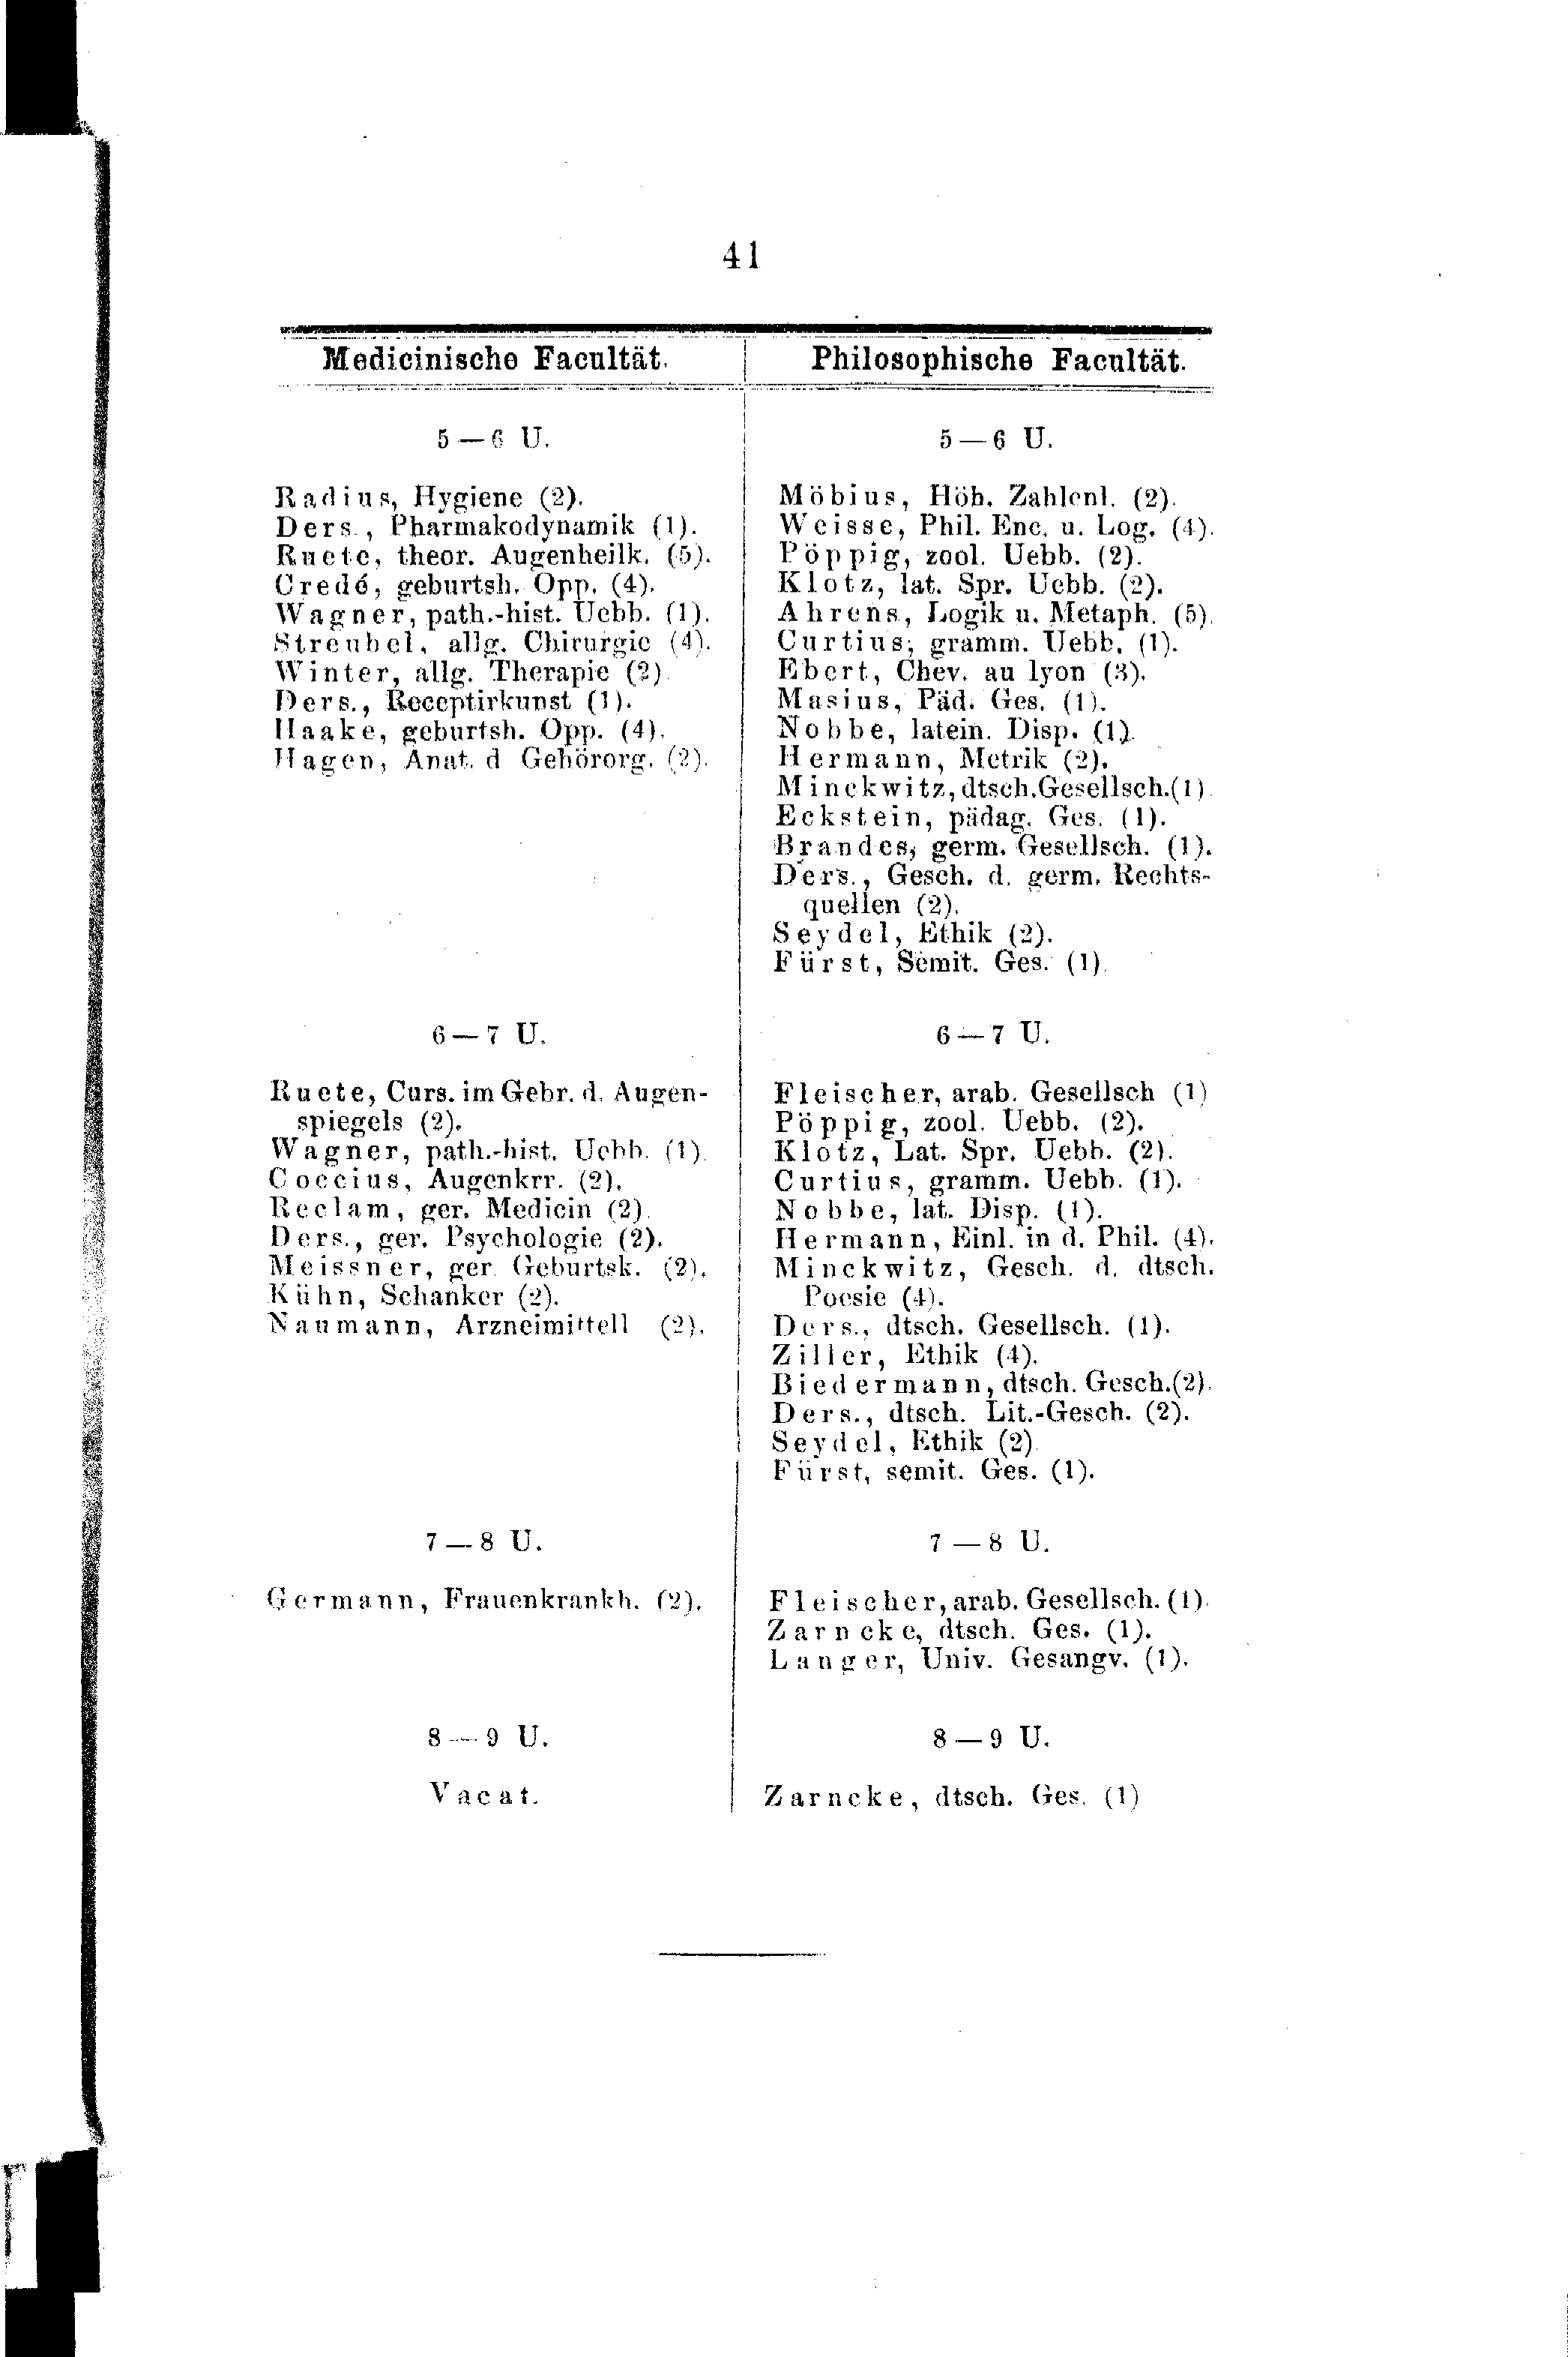 41
Medicinische Facultät.
5 — 6 U.
Radius, Hygiene (2).
Ders., Pharmakodynamik (1).
Ruete, theor. Augenheilk. (5).
Credé, geburtsh. Opp. (4).
Wagner, path.-hist. Uebb. (1).
Streubel, allg. Chirurgie (4).
Winter, allg. Therapie (2).
Ders., Receptirkunst (1).
Haake, geburtsh. Opp. (4).
Hagen, Anat. d Gehörorg. (2).
6 — 7 U.
Ruete, Curs. im Gebr. d. Augen-
spiegels (2).
Wagner, path.-hist. Uebb. (1).
Coccius, Augenkrr. (2).
Reclam, ger. Medicin (2).
Ders., ger. Psychologie (2).
Meissner, ger. Geburtsk. (2).
Kühn, Schanker (2).
Naumann, Arzneimittell (2).
7 — 8 U.
Germann, Frauenkrankh. (2).
8 — 9 U.
Vacat.
Philosophische Facultät.
5 — 6 U.
Möbius, Höh. Zahlenl. (2).
Weisse, Phil. Enc. u. Log. (4).
Pöppig, zool. Uebb. (2).
Klotz, lat. Spr. Uebb. (2).
Ahrens, Logik u. Metaph. (5).
Curtius, gramm. Uebb. (1).
Ebert, Chev. au lyon (3).
Masius, Päd. Ges. (1).
Nobbe, latein. Disp. (1).
Hermann, Metrik (2).
Minckwitz, dtsch. Gesellsch. (1).
Eckstein, pädag. Ges. (1).
Brandes, germ. Gesellsch. (1).
Ders., Gesch. d. germ. Rechts-
quellen (2).
Seydel, Ethik (2).
Fürst, Semit. Ges. (1).
6 — 7 U.
Fleischer, arab. Gesellsch (1)
Pöppig, zool. Uebb. (2).
Klotz, Lat. Spr. Uebb. (2).
Curtius, gramm. Uebb. (1).
Nobbe, lat. Disp. (1).
Hermann, Einl. in d. Phil. (4).
Minckwitz, Gesch. d. dtsch.
Poesie (4).
Ders., dtsch. Gesellsch. (1).
Ziller, Ethik (4).
Biedermann, dtsch. Gesch. (2).
Ders., dtsch. Lit.-Gesch. (2).
Seydel, Ethik (2)
Fürst, semit. Ges. (1).
7 — 8 U.
Fleischer, arab. Gesellsch. (1).
Zarncke, dtsch. Ges. (1).
Langer, Univ. Gesangv. (1).
8 — 9 U.
Zarncke, dtsch. Ges. (1)